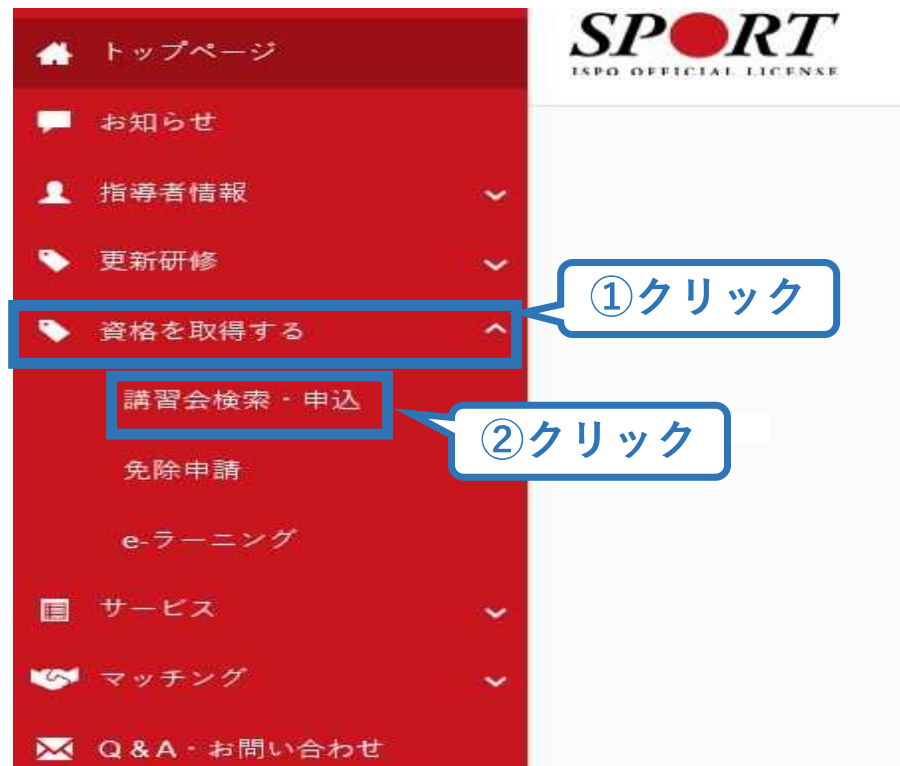 トップページ
SPORT
JSPO OFFICIAL LICENSE
お知らせ
指導者情報
更新研修
①クリック
資格を取得する
講習会検索・申込
②クリック
免除申請
e-ラーニング
サービス
マッチング
Q&A・お問い合わせ